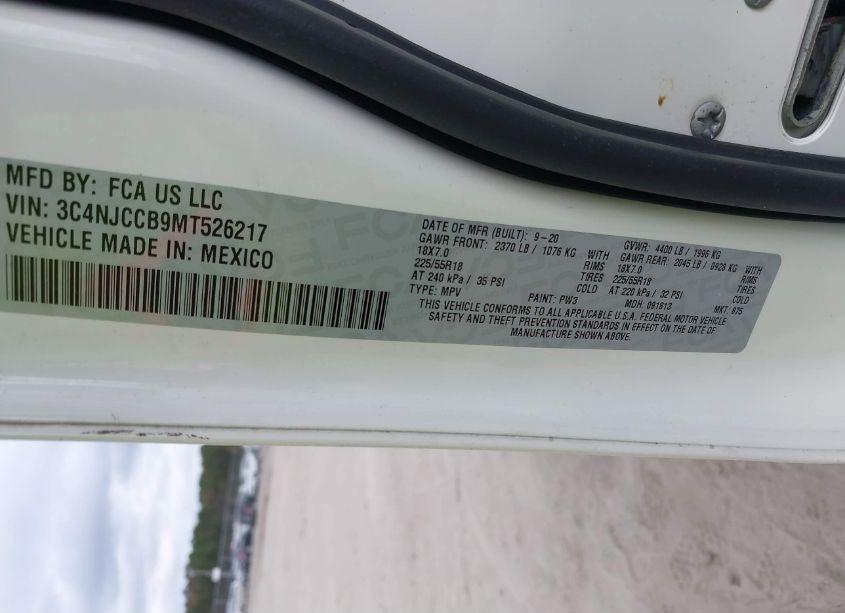 MFD BY: FCA US LLC
VIN: 3C4NJCCB9MT526217
VEHICLE MADE IN: MEXICO
DATE OF MFR (BUILT): 9-20 GVWR: 4400 LB / 1996 KG
GAWR FRONT: 2370 LB / 1076 KG WITH GAWR REAR: 2045 LB / 0928 KG WITH
18X7.0 RIMS 18X7.0 RIMS
225/55R18 TIRES 225/55R18 TIRES
AT 240 kPa / 35 PSI COLD AT 220 kPa / 32 PSI COLD
TYPE: MPV PAINT: PW3 MDH: 091813 MKT: 875
THIS VEHICLE CONFORMS TO ALL APPLICABLE U.S.A. FEDERAL MOTOR VEHICLE
SAFETY AND THEFT PREVENTION STANDARDS IN EFFECT ON THE DATE OF
MANUFACTURE SHOWN ABOVE.